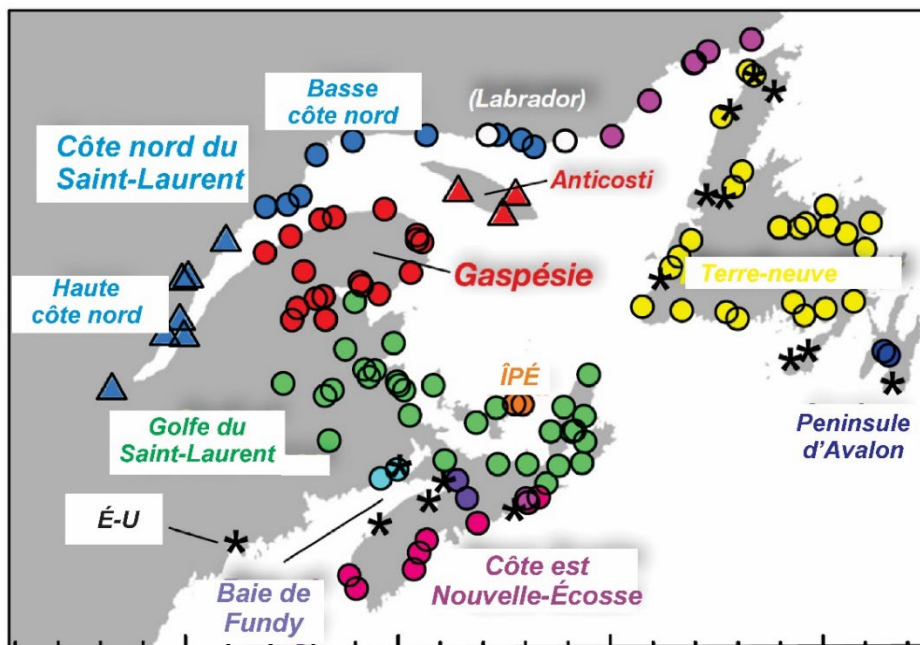 Basse
côte nord
(Labrador)
Côte nord du
Saint-Laurent
Anticosti
Gaspésie
Terre-neuve
Haute
côte nord
ÎPÉ
Golfe du
Saint-Laurent
Peninsule
d'Avalon
É-U
Côte est
Nouvelle-Écosse
Baie de
Fundy